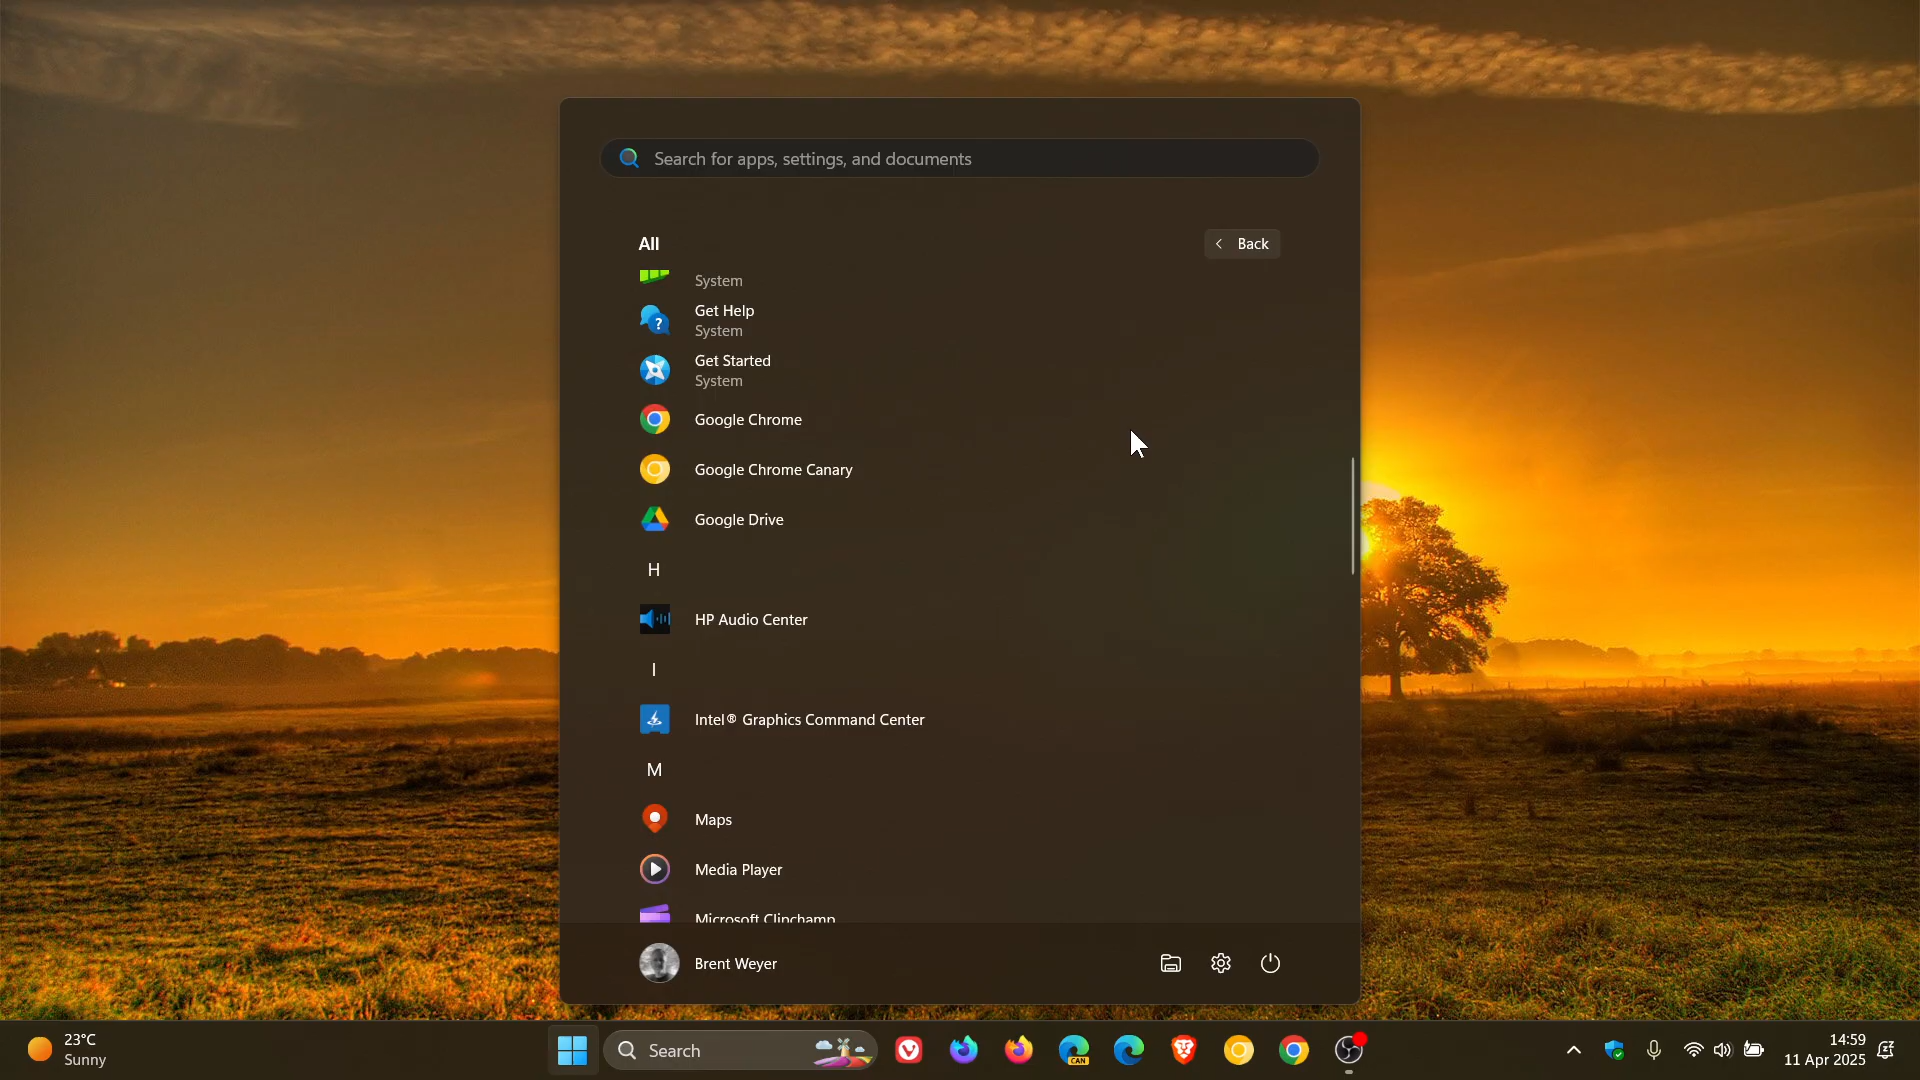 Search for apps, settings, and documents
All
Back
System
Get Help
System
Get Started
System
Google Chrome
Google Chrome Canary
Google Drive
H
HP Audio Center
I
Intel® Graphics Command Center
M
Maps
Media Player
Microsoft Clipchamp
Brent Weyer
23°C
Sunny
Search
CAN
14:59
11 Apr 2025